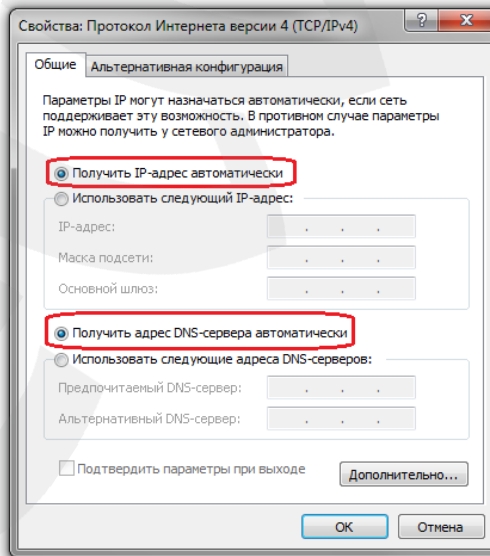 Свойства: Протокол Интернета версии 4 (TCP/IPv4)
Общие
Альтернативная конфигурация
Параметры IP могут назначаться автоматически, если сеть
поддерживает эту возможность. В противном случае параметры
IP можно получить у сетевого администратора.
Получить IP-адрес автоматически
Использовать следующий IP-адрес:
IP-адрес:
Маска подсети:
Основной шлюз:
Получить адрес DNS-сервера автоматически
Использовать следующие адреса DNS-серверов:
Предпочитаемый DNS-сервер:
Альтернативный DNS-сервер:
Подтвердить параметры при выходе
Дополнительно...
ОК
Отмена